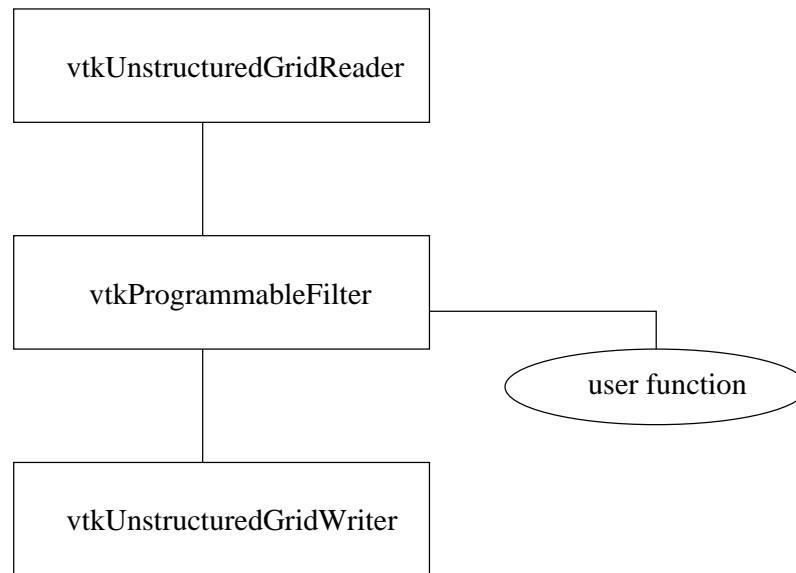 vtkUnstructuredGridReader
vtkProgrammableFilter
user function
vtkUnstructuredGridWriter